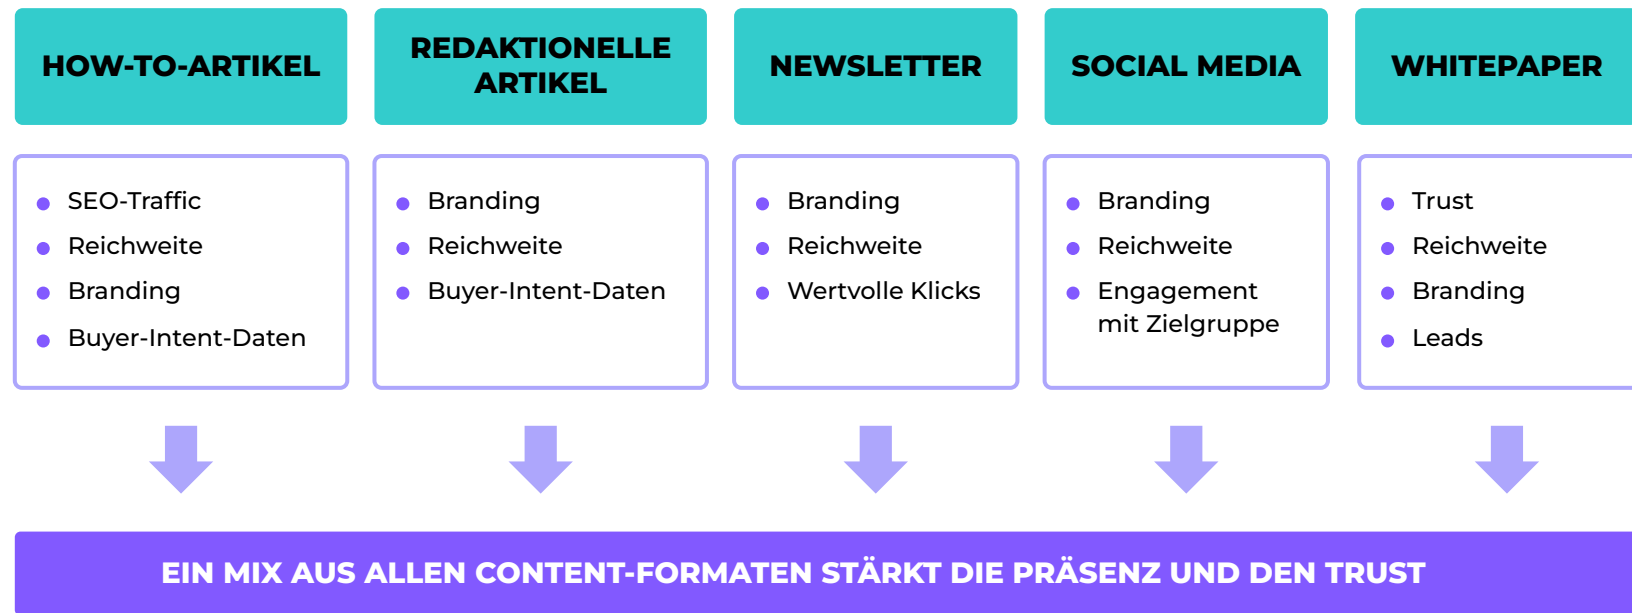 HOW-TO-ARTIKEL
REDAKTIONELLE
ARTIKEL
NEWSLETTER
SOCIAL MEDIA
WHITEPAPER
SEO-Traffic
Reichweite
Branding
Buyer-Intent-Daten
Branding
Reichweite
Buyer-Intent-Daten
Branding
Reichweite
Wertvolle Klicks
Branding
Reichweite
Engagement
mit Zielgruppe
Trust
Reichweite
Branding
Leads
EIN MIX AUS ALLEN CONTENT-FORMATEN STÄRKT DIE PRÄSENZ UND DEN TRUST